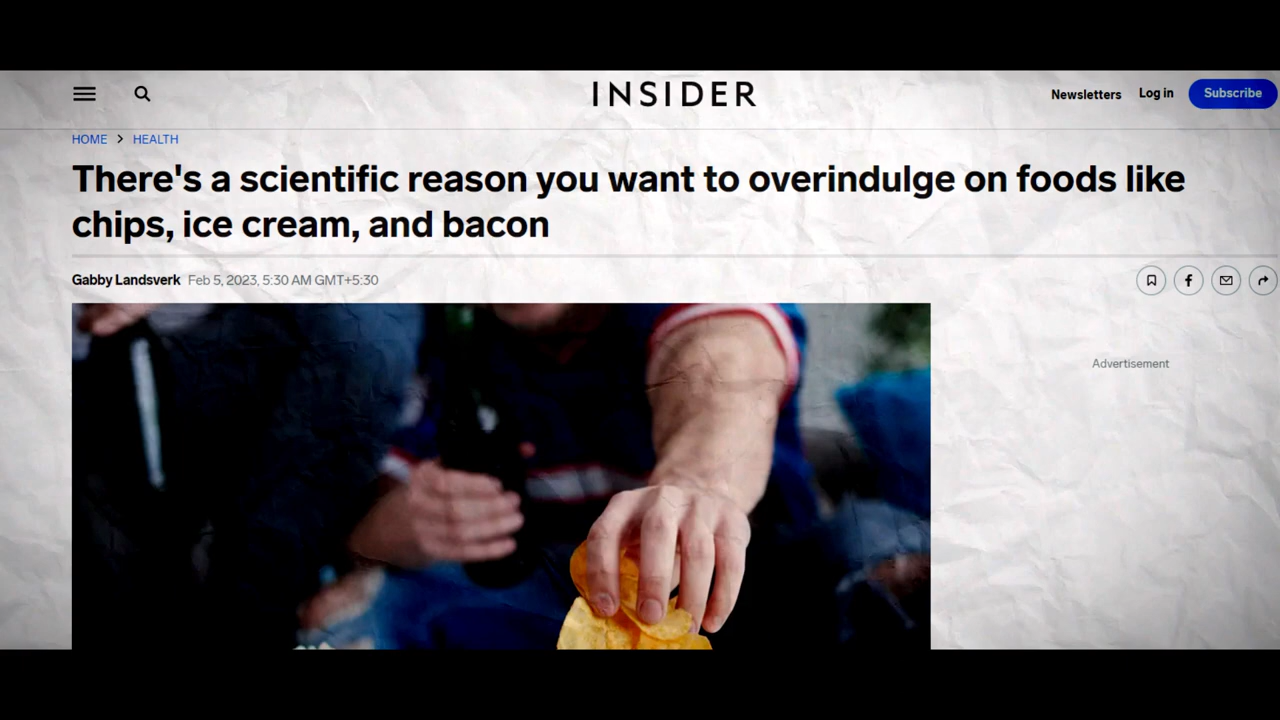 INSIDER
Newsletters
Log in
Subscribe
HOME > HEALTH
There's a scientific reason you want to overindulge on foods like
chips, ice cream, and bacon
Gabby Landsverk Feb 5, 2023, 5:30 AM GMT+5:30
Advertisement